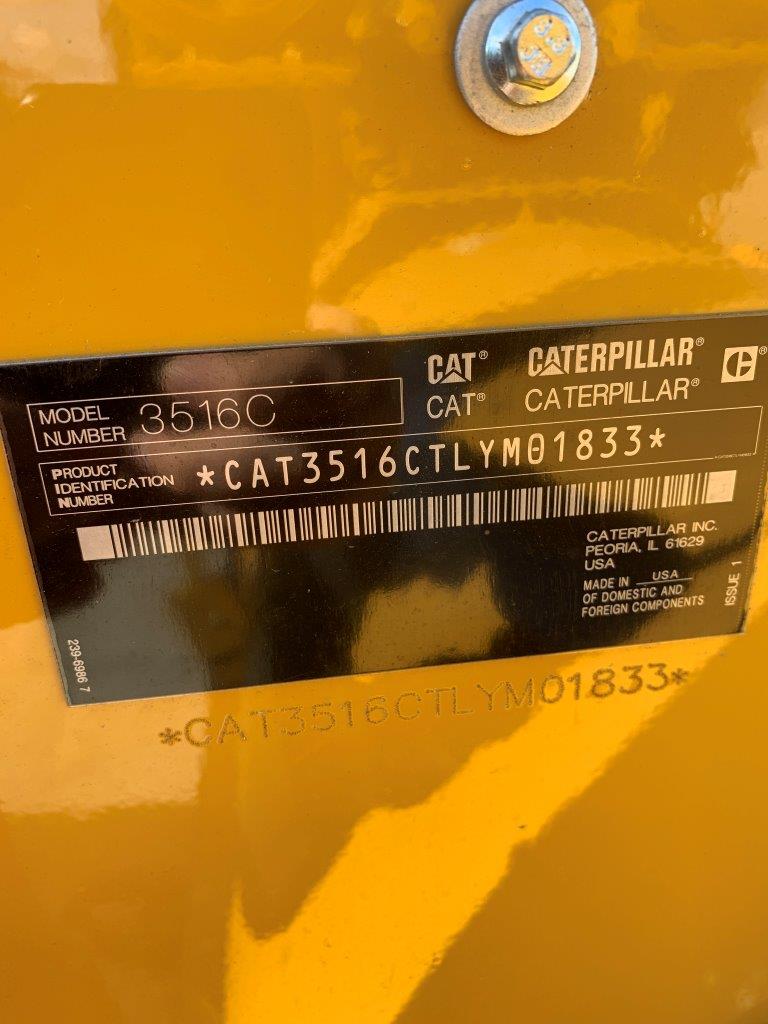 CAT® CATERPILLAR®
CAT® CATERPILLAR®
MODEL
NUMBER 3516C
PRODUCT
IDENTIFICATION
NUMBER *CAT3516CTLYM01833*
CATERPILLAR INC.
PEORIA, IL 61629
USA
MADE IN USA
OF DOMESTIC AND
FOREIGN COMPONENTS
ISSUE 1
239-6986 7
*CAT3516CTLYM01833*